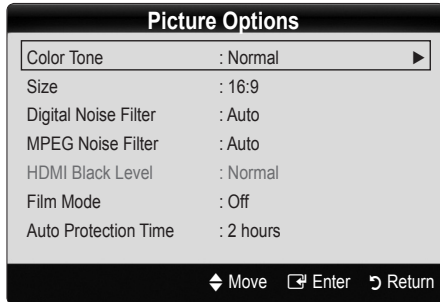 Picture Options
Color Tone : Normal ▶
Size : 16:9
Digital Noise Filter : Auto
MPEG Noise Filter : Auto
HDMI Black Level : Normal
Film Mode : Off
Auto Protection Time : 2 hours
Move Enter Return